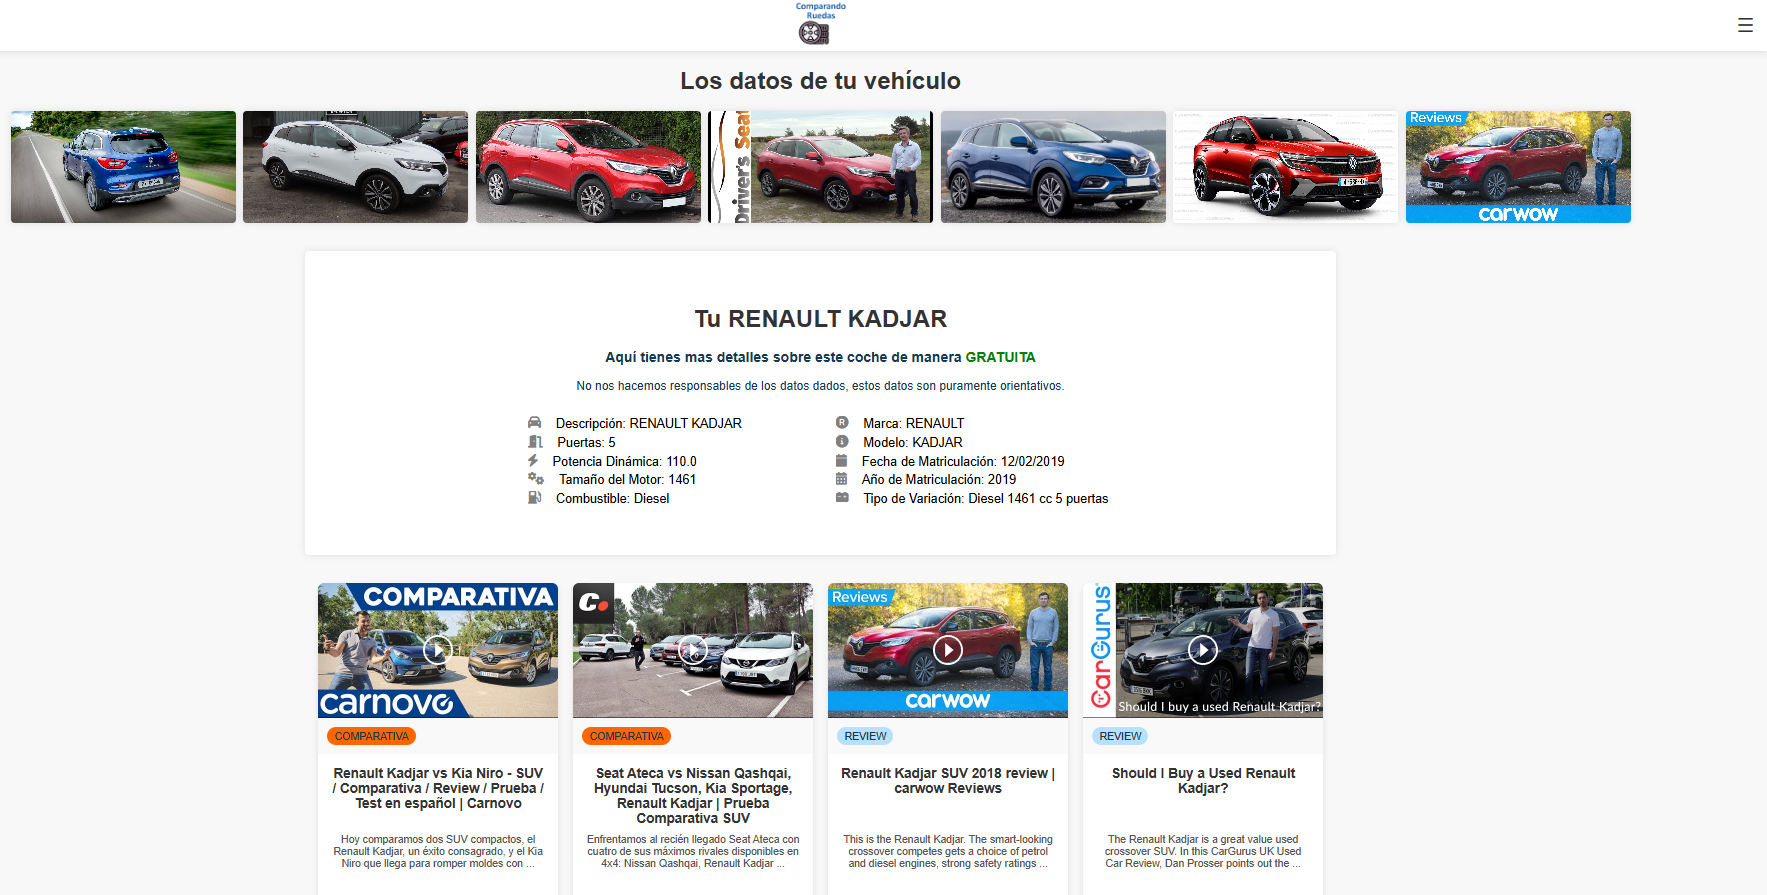 Comparando
Ruedas
Los datos de tu vehículo
Driver's Seat
Reviews
carwow
Tu RENAULT KADJAR
Aquí tienes mas detalles sobre este coche de manera GRATUITA
No nos hacemos responsables de los datos dados, estos datos son puramente orientativos.
Descripción: RENAULT KADJAR
Puertas: 5
Potencia Dinámica: 110.0
Tamaño del Motor: 1461
Combustible: Diesel
Marca: RENAULT
Modelo: KADJAR
Fecha de Matriculación: 12/02/2019
Año de Matriculación: 2019
Tipo de Variación: Diesel 1461 cc 5 puertas
COMPARATIVA
carnovo
COMPARATIVA
Renault Kadjar vs Kia Niro - SUV
/ Comparativa / Review / Prueba /
Test en español | Carnovo
Hoy comparamos dos SUV compactos, el
Renault Kadjar, un éxito consagrado, y el Kia
Niro que llega para romper moldes con ...
C.
COMPARATIVA
Seat Ateca vs Nissan Qashqai,
Hyundai Tucson, Kia Sportage,
Renault Kadjar | Prueba
Comparativa SUV
Enfrentamos al recién llegado Seat Ateca con
cuatro de sus máximos rivales disponibles en
4x4: Nissan Qashqai, Renault Kadjar ...
Reviews
carwow
REVIEW
Renault Kadjar SUV 2018 review |
carwow Reviews
This is the Renault Kadjar. The smart-looking
crossover competes gets a choice of petrol
and diesel engines, strong safety ratings ...
CarGurus
Should I buy a used Renault Kadjar?
REVIEW
Should I Buy a Used Renault
Kadjar?
The Renault Kadjar is a great value used
crossover SUV. In this CarGurus UK Used
Car Review, Dan Prosser points out the ...